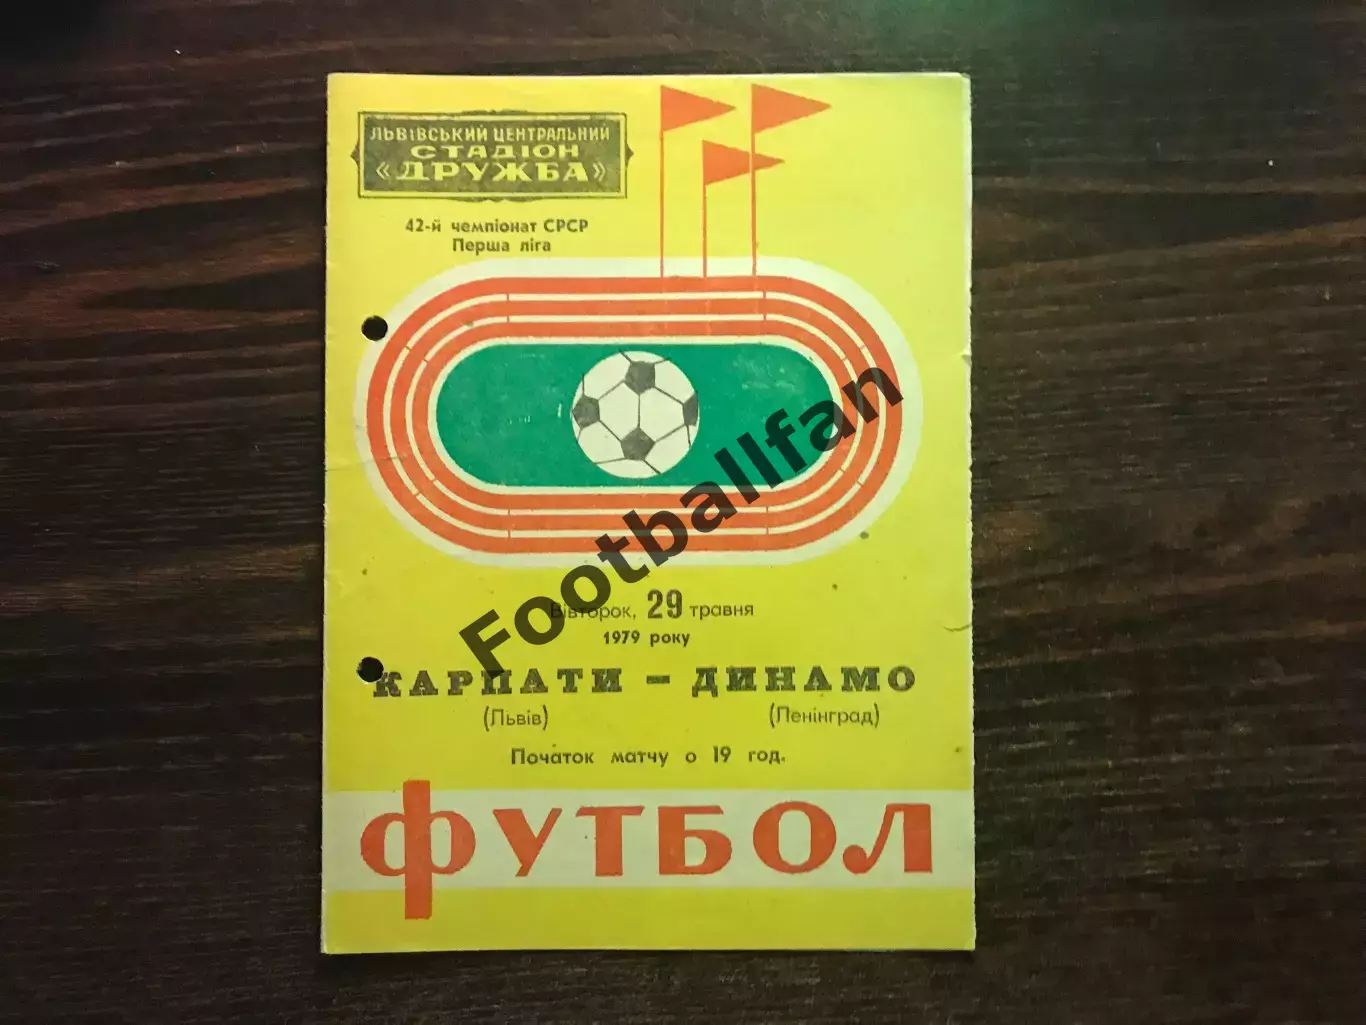 ЛЬВІВСЬКИЙ ЦЕНТРАЛЬНИЙ
СТАДІОН
«ДРУЖБА»
42-й чемпіонат СРСР
Перша ліга
Footballfan
Вівторок, 29 травня
1979 року
КАРПАТИ – ДИНАМО
(Львів) (Ленінград)
Початок матчу о 19 год.
ФУТБОЛ